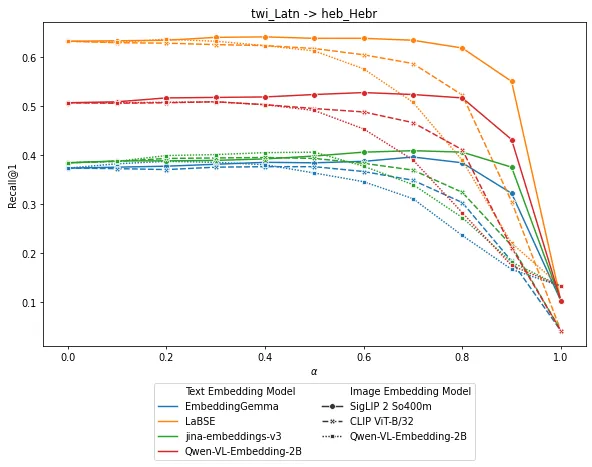 twi_Latn -> heb_Hebr
Recall@1
0.6
0.5
0.4
0.3
0.2
0.1
0.0 0.2 0.4 0.6 0.8 1.0
α
Text Embedding Model Image Embedding Model
EmbeddingGemma SigLIP 2 So400m
LaBSE CLIP ViT-B/32
jina-embeddings-v3 Qwen-VL-Embedding-2B
Qwen-VL-Embedding-2B